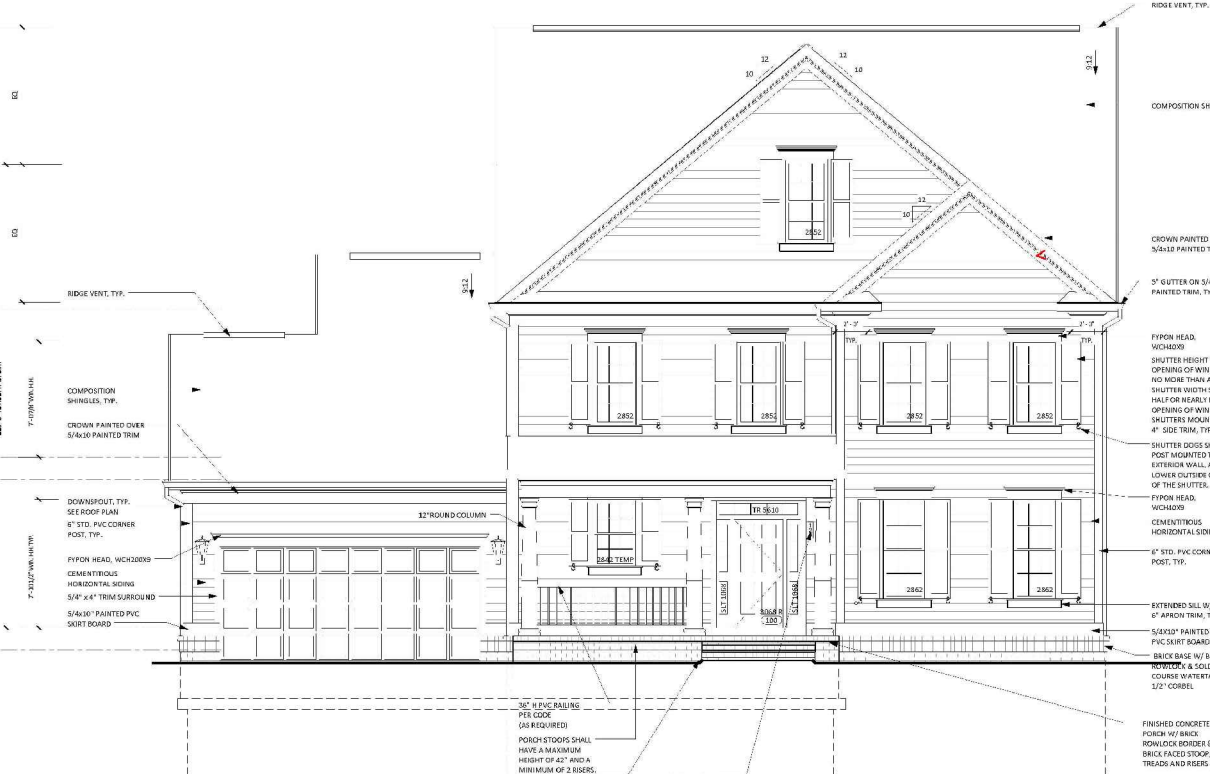 RIDGE VENT, TYP.
12
12
10
10
9:12
EQ
COMPOSITION SH
2852
12
10
EQ
CROWN PAINTED
5/4x10 PAINTED T
9:12
5" GUTTER ON 5/4
PAINTED TRIM, TY
RIDGE VENT, TYP.
2'-3"
TYP.
2'-3"
TYP.
FYPON HEAD,
WCH40X9
SHUTTER HEIGHT
OPENING OF WIN
NO MORE THAN A
SHUTTER WIDTH S
HALF OR NEARLY
OPENING OF WIN
SHUTTERS MOUN
4" SIDE TRIM, TYP
COMPOSITION
SHINGLES, TYP.
2852
2852
2852
2852
CROWN PAINTED OVER
5/4x10 PAINTED TRIM
SHUTTER DOGS S
POST MOUNTED T
EXTERIOR WALL, A
LOWER OUTSIDE
OF THE SHUTTER.
FYPON HEAD,
WCH40X9
DOWNSPOUT, TYP.
SEE ROOF PLAN
6" STD. PVC CORNER
POST, TYP.
12"ROUND COLUMN
TR 5610
CEMENTITIOUS
HORIZONTAL SIDI
6" STD. PVC CORN
POST, TYP.
FYPON HEAD, WCH200X9
2842 TEMP
CEMENTITIOUS
HORIZONTAL SIDING
5/4" x 4" TRIM SURROUND
SLT 1068
SLT 1068
2862
2862
3068 R
100
EXTENDED SILL W/
6" APRON TRIM, T
5/4x10" PAINTED PVC
SKIRT BOARD
5/4X10" PAINTED
PVC SKIRT BOARD
BRICK BASE W/ B
ROWLOCK & SOLD
COURSE WATERTA
1/2" CORBEL
36" H PVC RAILING
PER CODE
(AS REQUIRED)
PORCH STOOPS SHALL
HAVE A MAXIMUM
HEIGHT OF 42" AND A
MINIMUM OF 2 RISERS.
FINISHED CONCRETE
PORCH W/ BRICK
ROWLOCK BORDER
BRICK FACED STOOP,
TREADS AND RISERS